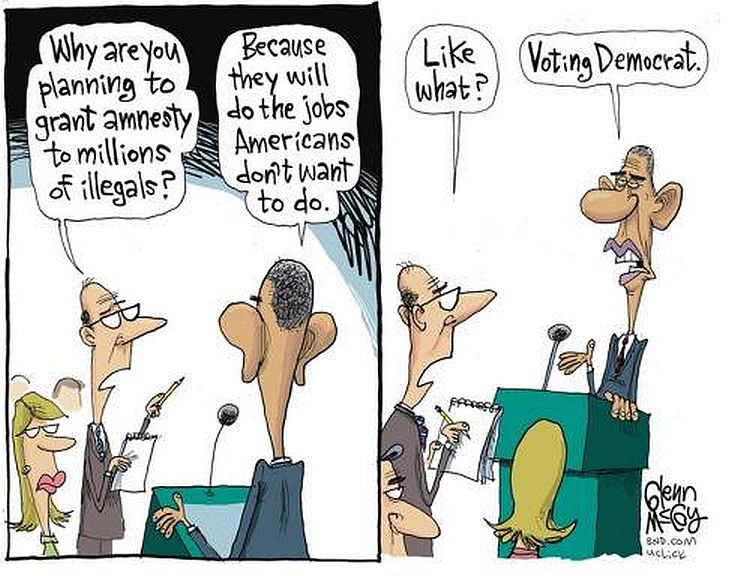 Why are you
planning to
grant amnesty
to millions
of illegals?
Because
they will
do the jobs
Americans
don't want
to do.
Like
what?
Voting Democrat.
Glenn
McCoy
BND.COM
UCLICK